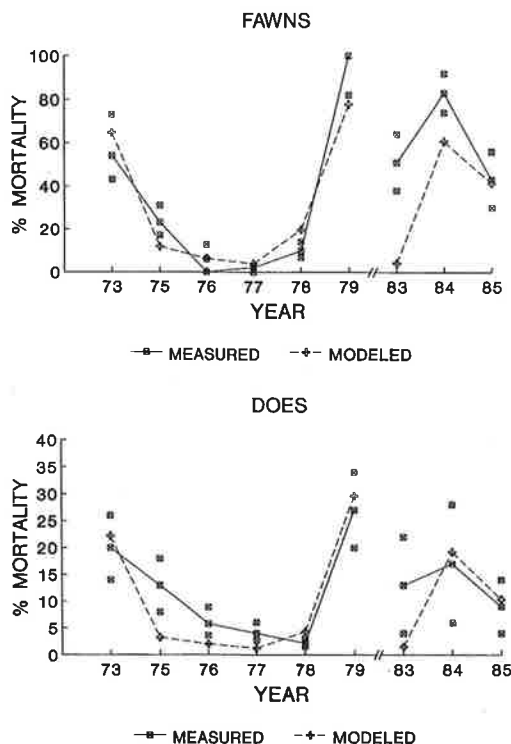 FAWNS
% MORTALITY
100
80
60
40
20
0
73 75 76 77 78 79 83 84 85
YEAR
MEASURED MODELED
DOES
% MORTALITY
40
35
30
25
20
15
10
5
0
73 75 76 77 78 79 83 84 85
YEAR
MEASURED MODELED